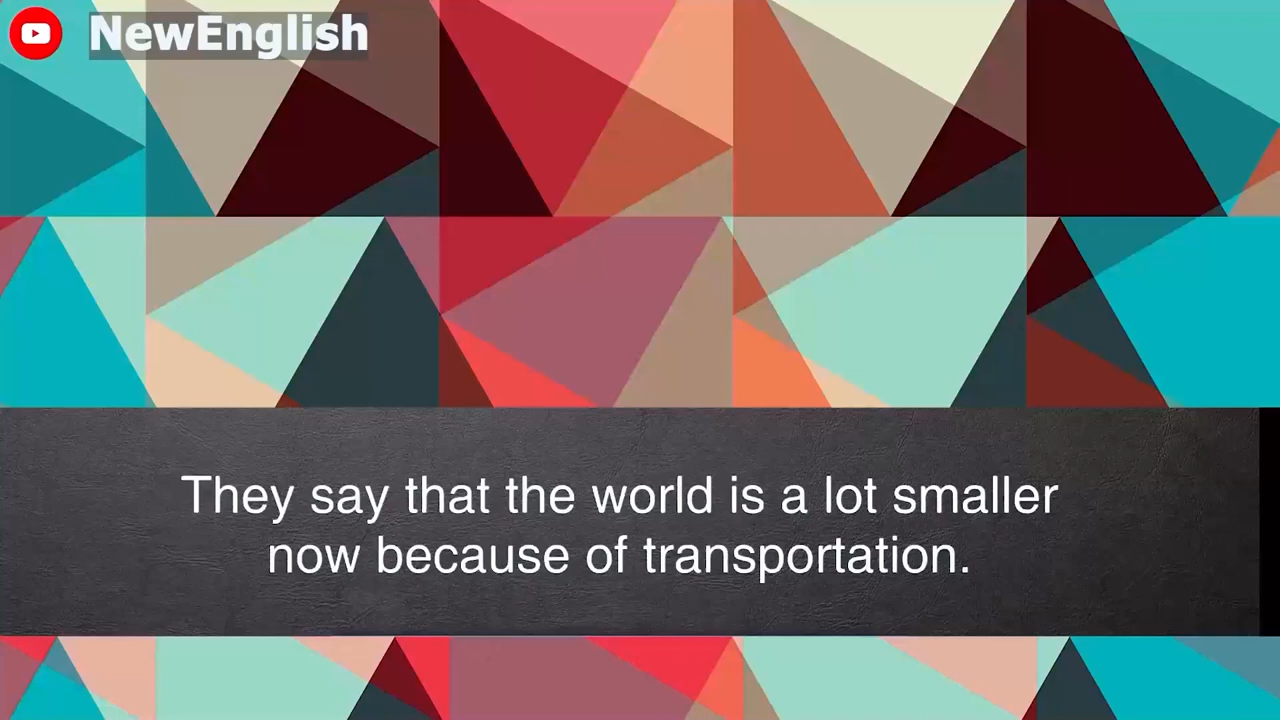 NewEnglish
They say that the world is a lot smaller
now because of transportation.